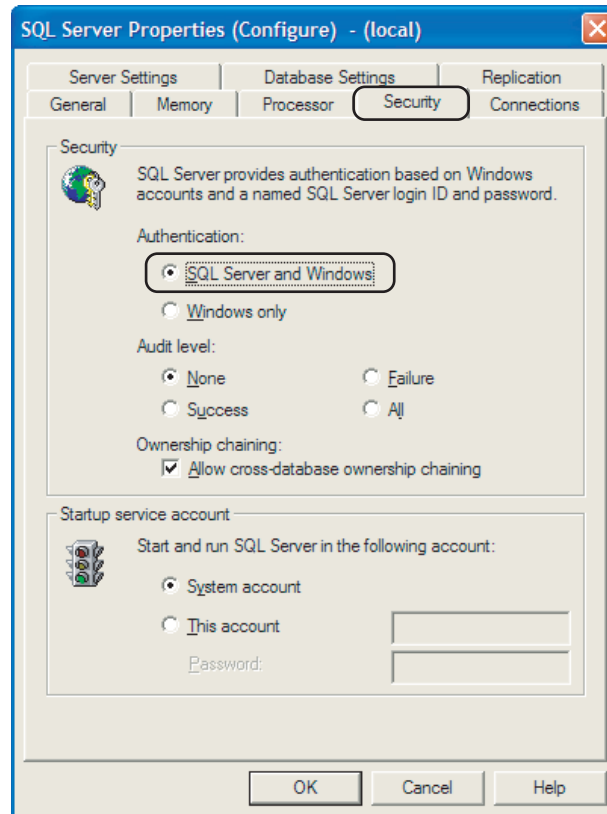 SQL Server Properties (Configure) - (local)
Server Settings Database Settings Replication
General Memory Processor Security Connections
Security
SQL Server provides authentication based on Windows
accounts and a named SQL Server login ID and password.
Authentication:
SQL Server and Windows
Windows only
Audit level:
None Failure
Success All
Ownership chaining:
Allow cross-database ownership chaining
Startup service account
Start and run SQL Server in the following account:
System account
This account
Password:
OK Cancel Help